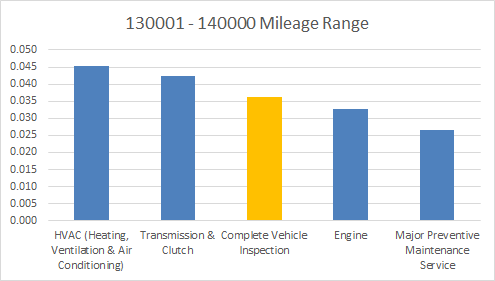 130001 - 140000 Mileage Range
0.050
0.045
0.040
0.035
0.030
0.025
0.020
0.015
0.010
0.005
0.000
HVAC (Heating,
Ventilation & Air
Conditioning)
Transmission &
Clutch
Complete Vehicle
Inspection
Engine
Major Preventive
Maintenance
Service